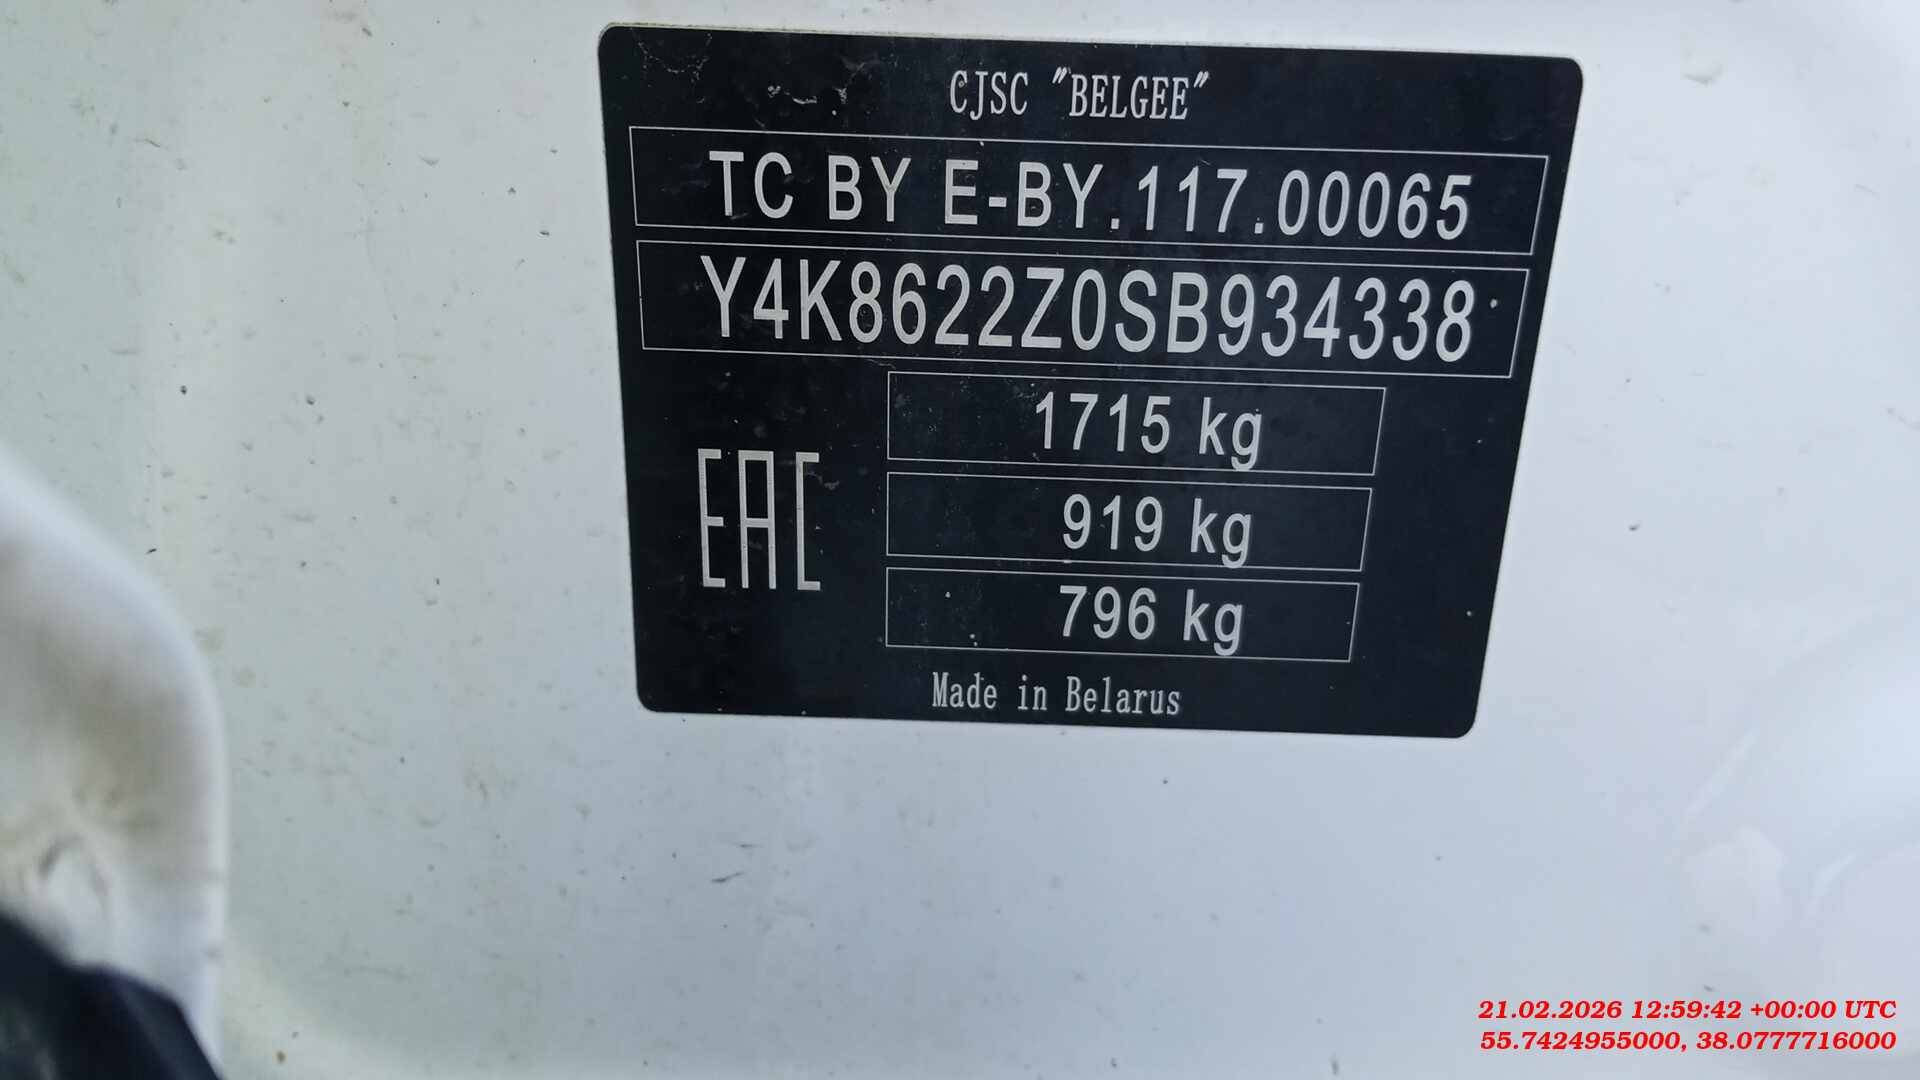 CJSC "BELGEE"
TC BY E-BY.117.00065
Y4K8622Z0SB934338
1715 kg
EAC
919 kg
796 kg
Made in Belarus
21.02.2026 12:59:42 +00:00 UTC
55.7424955000, 38.0777716000